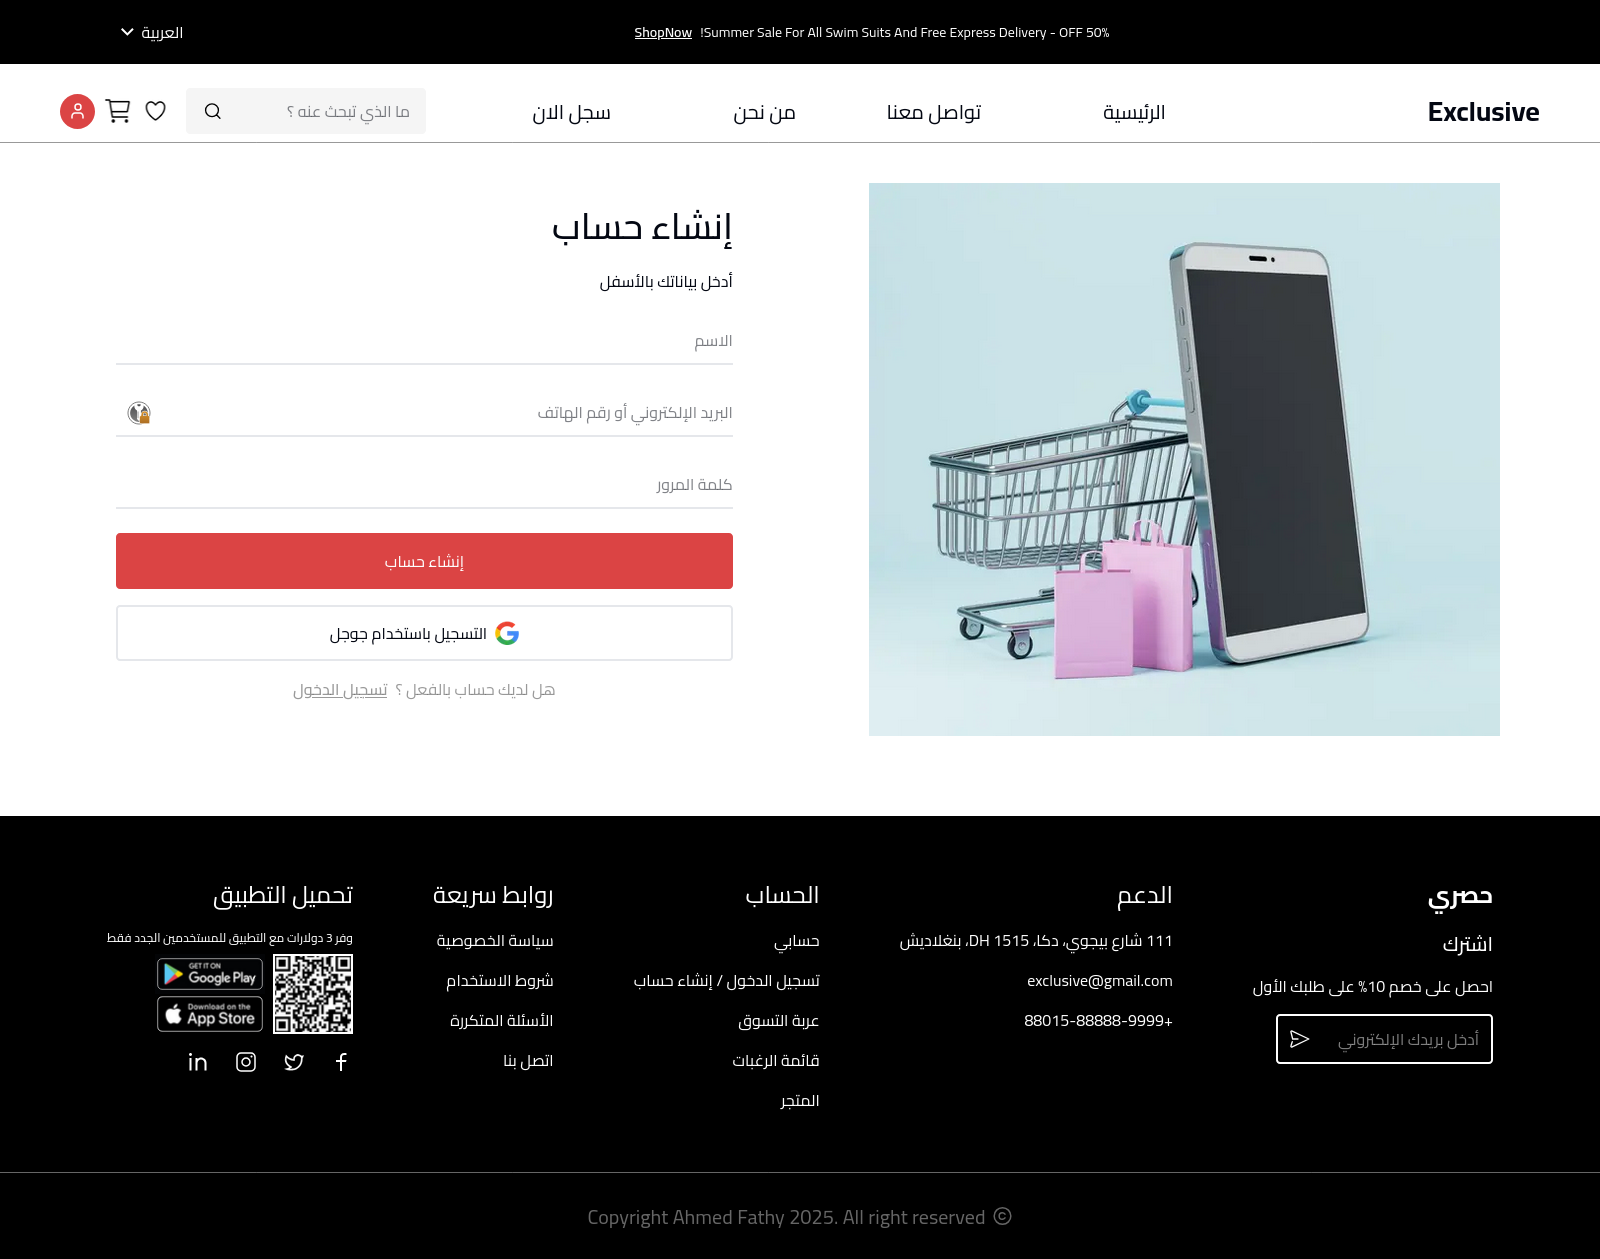 !Summer Sale For All Swim Suits And Free Express Delivery - OFF 50% ShopNow
العربية
Exclusive
الرئيسية
تواصل معنا
من نحن
سجل الان
ما الذي تبحث عنه ؟
إنشاء حساب
أدخل بياناتك بالأسفل
الاسم
البريد الإلكتروني أو رقم الهاتف
كلمة المرور
إنشاء حساب
التسجيل باستخدام جوجل
هل لديك حساب بالفعل ؟ تسجيل الدخول
حصري
اشترك
احصل على خصم 10% على طلبك الأول
أدخل بريدك الإلكتروني
الدعم
111 شارع بيجوي، دكا، DH 1515، بنغلاديش
exclusive@gmail.com
88015-88888-9999+
الحساب
حسابي
تسجيل الدخول / إنشاء حساب
عربة التسوق
قائمة الرغبات
المتجر
روابط سريعة
سياسة الخصوصية
شروط الاستخدام
الأسئلة المتكررة
اتصل بنا
تحميل التطبيق
وفر 3 دولارات مع التطبيق للمستخدمين الجدد فقط
GET IT ON
Google Play
Download on the
App Store
Copyright Ahmed Fathy 2025. All right reserved ©